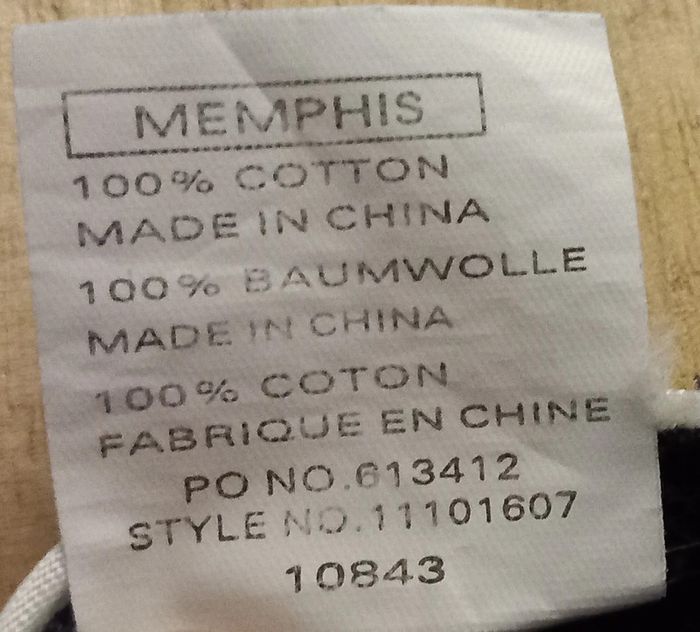 MEMPHIS
100% COTTON
MADE IN CHINA
100% BAUMWOLLE
MADE IN CHINA
100% COTON
FABRIQUE EN CHINE
PO NO.613412
STYLE NO.11101607
10843